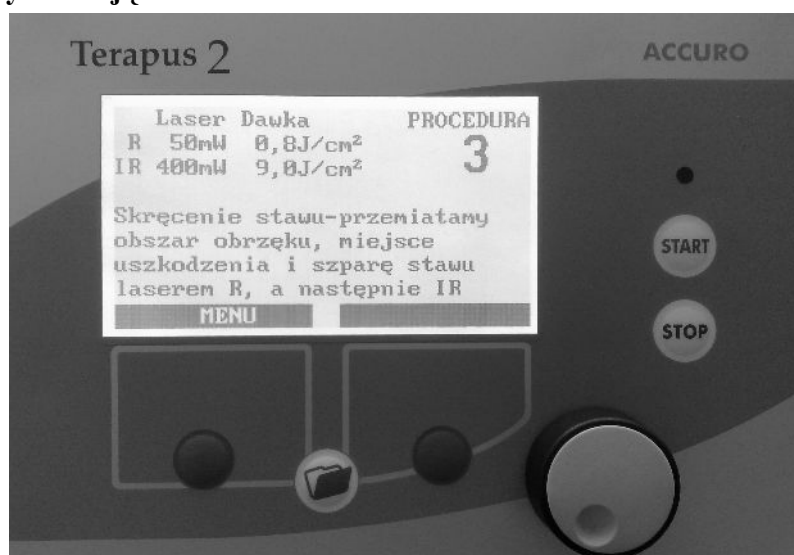 Terapus 2
ACCURO
Laser Dawka PROCEDURA
R 50mW 0,8J/cm² 3
IR 400mW 9,0J/cm²
Skręcenie stawu-przemiatamy
obszar obrzęku, miejsce
uszkodzenia i szparę stawu
laserem R, a następnie IR
MENU
START
STOP